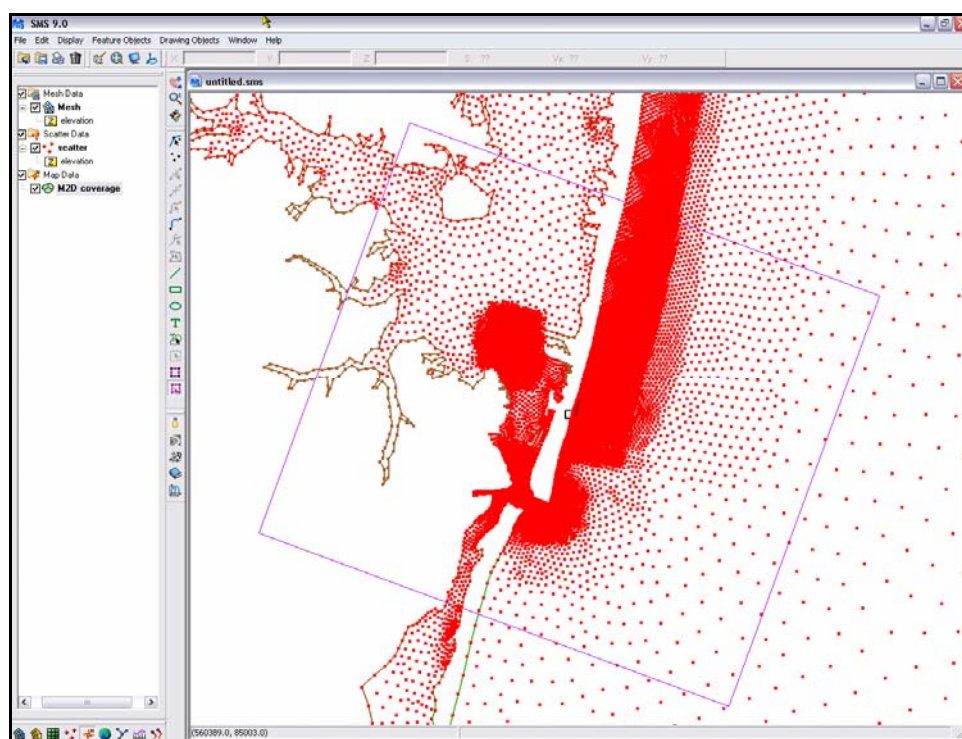 SMS 9.0
File Edit Display Feature Objects Drawing Objects Window Help
X Y Z S ?? Vx ?? Vy ??
untitled.sms
Mesh Data
Mesh
Z elevation
Scatter Data
scatter
Z elevation
Map Data
M2D coverage
T
(560389.0, 85003.0)